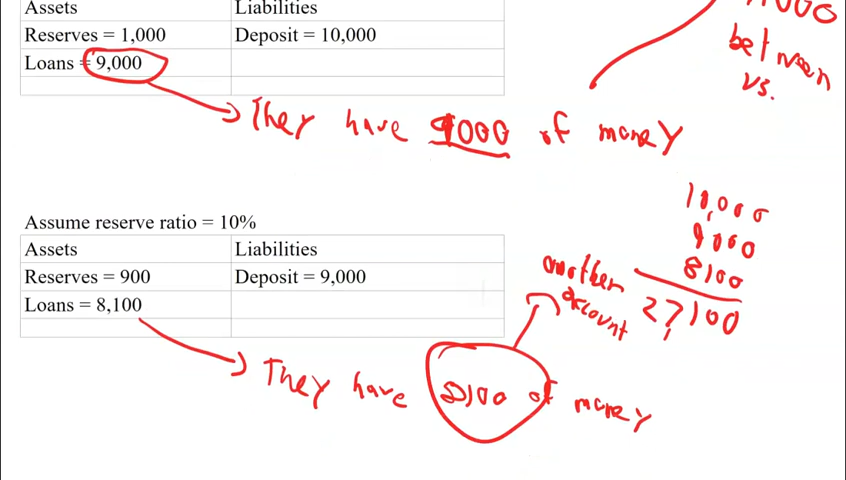 Assets Liabilities
Reserves = 1,000 Deposit = 10,000
Loans = 9,000
between
vs.
They have 9000 of money
Assume reserve ratio = 10%
Assets Liabilities
Reserves = 900 Deposit = 9,000
Loans = 8,100
10,000
9000
8100
27,100
another
account
They have 8100 of money